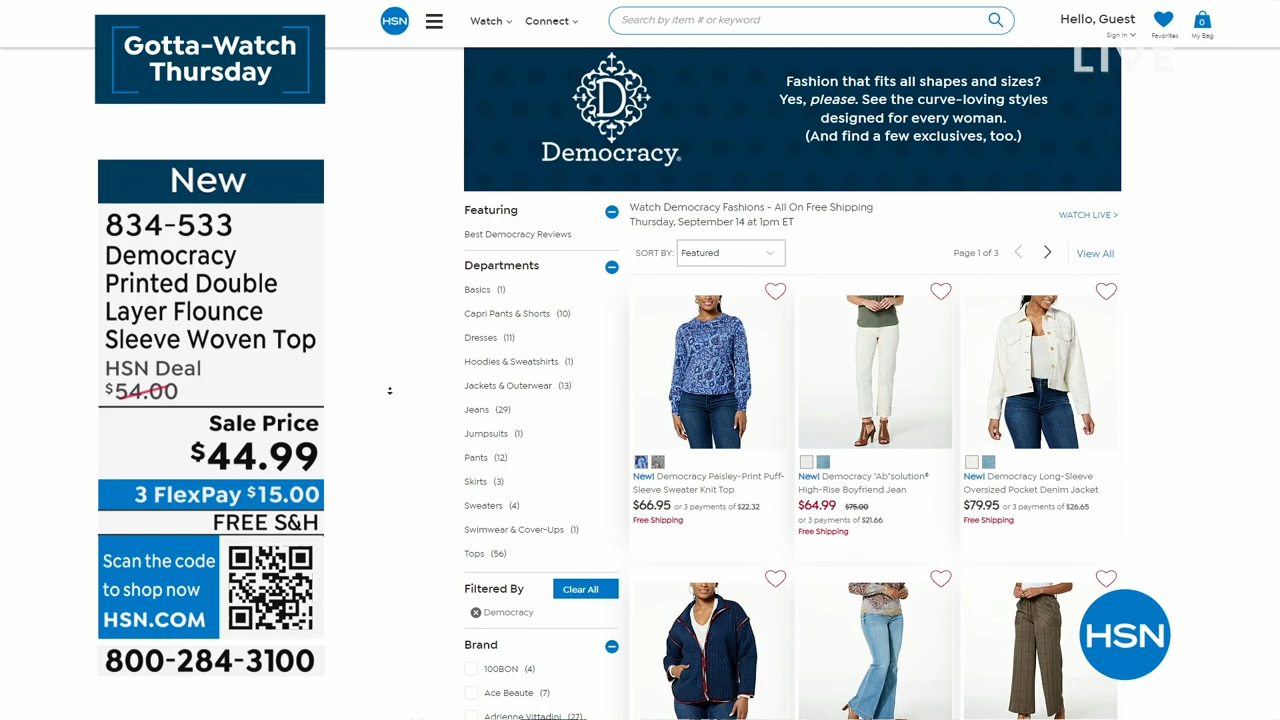 Gotta-Watch
Thursday
New
834-533
Democracy
Printed Double
Layer Flounce
Sleeve Woven Top
HSN Deal
$54.00
Sale Price
$44.99
3 FlexPay $15.00
FREE S&H
Scan the code
to shop now
HSN.COM
800-284-3100
HSN
Watch
Connect
Search by item # or keyword
Hello, Guest
Sign In
Favorites
0
My Bag
LIVE
D
Democracy®
Fashion that fits all shapes and sizes?
Yes, please. See the curve-loving styles
designed for every woman.
(And find a few exclusives, too.)
Featuring
Best Democracy Reviews
Departments
Basics (1)
Capri Pants & Shorts (10)
Dresses (11)
Hoodies & Sweatshirts (1)
Jackets & Outerwear (13)
Jeans (29)
Jumpsuits (1)
Pants (12)
Skirts (3)
Sweaters (4)
Swimwear & Cover-Ups (1)
Tops (56)
Filtered By
Clear All
Democracy
Brand
100BON (4)
Ace Beaute (7)
Adrienne Vittadini (27)
Watch Democracy Fashions - All On Free Shipping
Thursday, September 14 at 1pm ET
WATCH LIVE >
SORT BY: Featured
Page 1 of 3
View All
New! Democracy Paisley-Print Puff-
Sleeve Sweater Knit Top
$66.95 or 3 payments of $22.32
Free Shipping
New! Democracy "Ab"solution®
High-Rise Boyfriend Jean
$64.99 $75.00
or 3 payments of $21.66
Free Shipping
New! Democracy Long-Sleeve
Oversized Pocket Denim Jacket
$79.95 or 3 payments of $26.65
Free Shipping
HSN